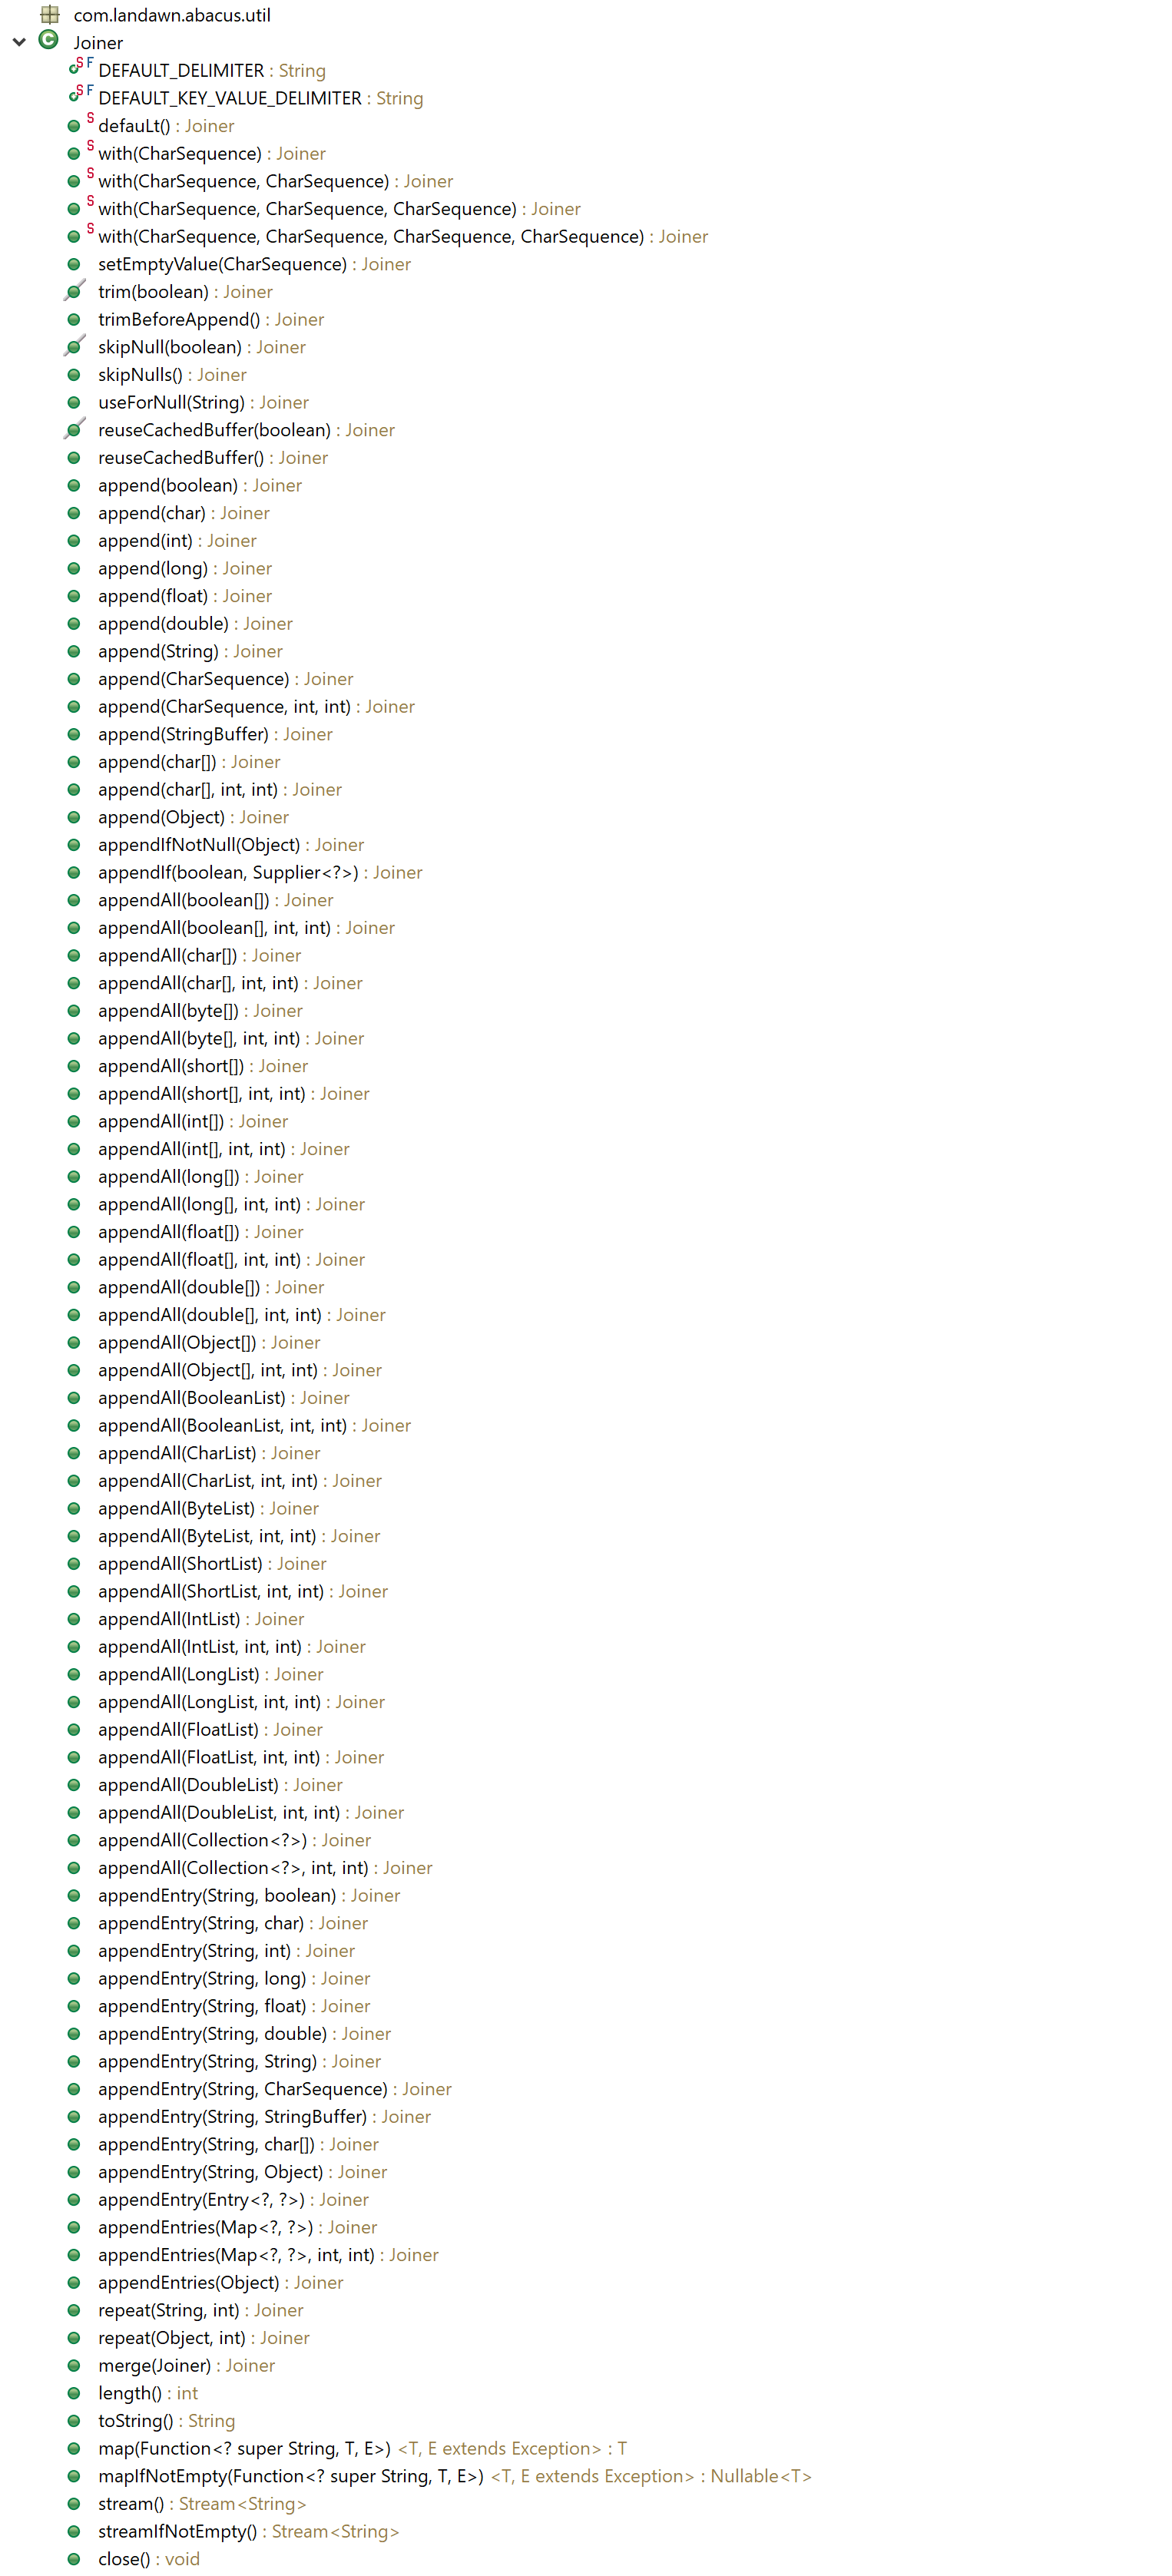 com.landawn.abacus.util
Joiner
DEFAULT_DELIMITER : String
DEFAULT_KEY_VALUE_DELIMITER : String
defauLt() : Joiner
with(CharSequence) : Joiner
with(CharSequence, CharSequence) : Joiner
with(CharSequence, CharSequence, CharSequence) : Joiner
with(CharSequence, CharSequence, CharSequence, CharSequence) : Joiner
setEmptyValue(CharSequence) : Joiner
trim(boolean) : Joiner
trimBeforeAppend() : Joiner
skipNull(boolean) : Joiner
skipNulls() : Joiner
useForNull(String) : Joiner
reuseCachedBuffer(boolean) : Joiner
reuseCachedBuffer() : Joiner
append(boolean) : Joiner
append(char) : Joiner
append(int) : Joiner
append(long) : Joiner
append(float) : Joiner
append(double) : Joiner
append(String) : Joiner
append(CharSequence) : Joiner
append(CharSequence, int, int) : Joiner
append(StringBuffer) : Joiner
append(char[]) : Joiner
append(char[], int, int) : Joiner
append(Object) : Joiner
appendIfNotNull(Object) : Joiner
appendIf(boolean, Supplier<?>) : Joiner
appendAll(boolean[]) : Joiner
appendAll(boolean[], int, int) : Joiner
appendAll(char[]) : Joiner
appendAll(char[], int, int) : Joiner
appendAll(byte[]) : Joiner
appendAll(byte[], int, int) : Joiner
appendAll(short[]) : Joiner
appendAll(short[], int, int) : Joiner
appendAll(int[]) : Joiner
appendAll(int[], int, int) : Joiner
appendAll(long[]) : Joiner
appendAll(long[], int, int) : Joiner
appendAll(float[]) : Joiner
appendAll(float[], int, int) : Joiner
appendAll(double[]) : Joiner
appendAll(double[], int, int) : Joiner
appendAll(Object[]) : Joiner
appendAll(Object[], int, int) : Joiner
appendAll(BooleanList) : Joiner
appendAll(BooleanList, int, int) : Joiner
appendAll(CharList) : Joiner
appendAll(CharList, int, int) : Joiner
appendAll(ByteList) : Joiner
appendAll(ByteList, int, int) : Joiner
appendAll(ShortList) : Joiner
appendAll(ShortList, int, int) : Joiner
appendAll(IntList) : Joiner
appendAll(IntList, int, int) : Joiner
appendAll(LongList) : Joiner
appendAll(LongList, int, int) : Joiner
appendAll(FloatList) : Joiner
appendAll(FloatList, int, int) : Joiner
appendAll(DoubleList) : Joiner
appendAll(DoubleList, int, int) : Joiner
appendAll(Collection<?>) : Joiner
appendAll(Collection<?>, int, int) : Joiner
appendEntry(String, boolean) : Joiner
appendEntry(String, char) : Joiner
appendEntry(String, int) : Joiner
appendEntry(String, long) : Joiner
appendEntry(String, float) : Joiner
appendEntry(String, double) : Joiner
appendEntry(String, String) : Joiner
appendEntry(String, CharSequence) : Joiner
appendEntry(String, StringBuffer) : Joiner
appendEntry(String, char[]) : Joiner
appendEntry(String, Object) : Joiner
appendEntry(Entry<?, ?>) : Joiner
appendEntries(Map<?, ?>) : Joiner
appendEntries(Map<?, ?>, int, int) : Joiner
appendEntries(Object) : Joiner
repeat(String, int) : Joiner
repeat(Object, int) : Joiner
merge(Joiner) : Joiner
length() : int
toString() : String
map(Function<? super String, T, E>) <T, E extends Exception> : T
mapIfNotEmpty(Function<? super String, T, E>) <T, E extends Exception> : Nullable<T>
stream() : Stream<String>
streamIfNotEmpty() : Stream<String>
close() : void